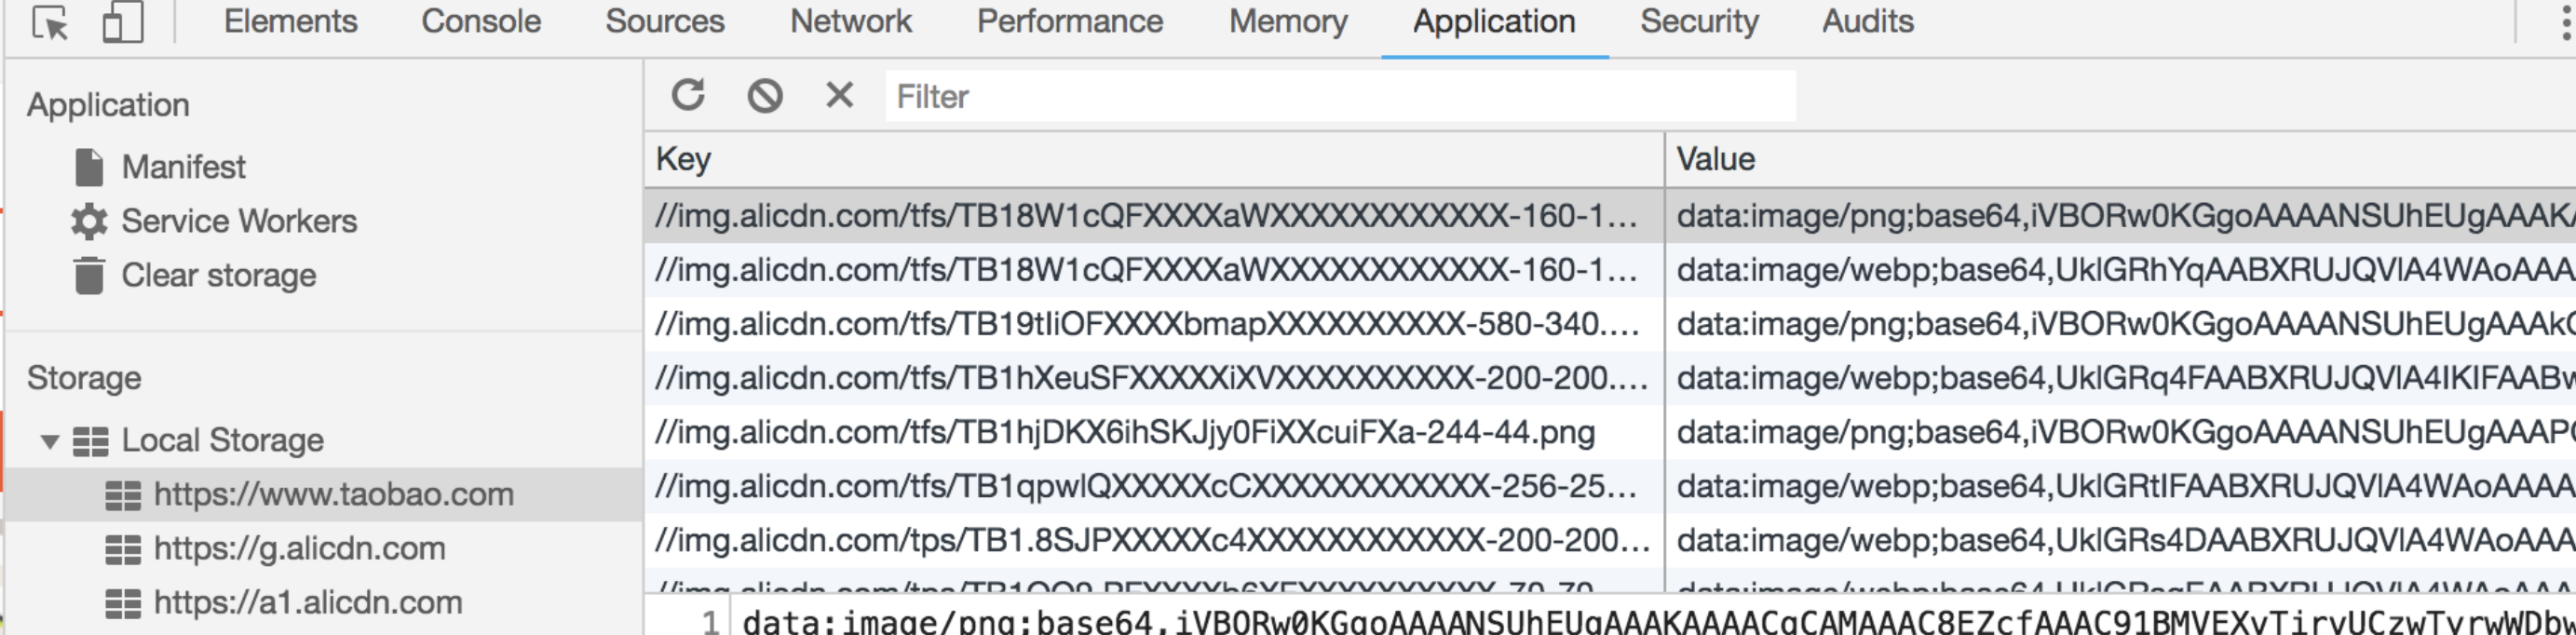 Elements Console Sources Network Performance Memory Application Security Audits
Application
Manifest
Service Workers
Clear storage
Storage
Local Storage
https://www.taobao.com
https://g.alicdn.com
https://a1.alicdn.com
Filter
Key Value
//img.alicdn.com/tfs/TB18W1cQFXXXXaWXXXXXXXXXXXX-160-1… data:image/png;base64,iVBORw0KGgoAAAANSUhEUgAAAKA
//img.alicdn.com/tfs/TB18W1cQFXXXXaWXXXXXXXXXXXX-160-1… data:image/webp;base64,UklGRhYqAABXRUJQVlA4WAoAAA
//img.alicdn.com/tfs/TB19tIiOFXXXXbmapXXXXXXXXXX-580-340.… data:image/png;base64,iVBORw0KGgoAAAANSUhEUgAAAk
//img.alicdn.com/tfs/TB1hXeuSFXXXXXiXVXXXXXXXXXX-200-200.… data:image/webp;base64,UklGRq4FAABXRUJQVlA4IKIFAABw
//img.alicdn.com/tfs/TB1hjDKX6ihSKJjy0FiXXcuiFXa-244-44.png data:image/png;base64,iVBORw0KGgoAAAANSUhEUgAAAP
//img.alicdn.com/tfs/TB1qpwlQXXXXXcCXXXXXXXXXXXX-256-25… data:image/webp;base64,UklGRtIFAABXRUJQVlA4WAoAAAA
//img.alicdn.com/tps/TB1.8SJPXXXXXc4XXXXXXXXXXXX-200-200… data:image/webp;base64,UklGRs4DAABXRUJQVlA4WAoAAA
1 data:image/png;base64,iVBORw0KGgoAAAANSUhEUgAAAKAAAACgCAMAAAC8EZcfAAAC91BMVEXvTirvUCzwTvrwWDbw